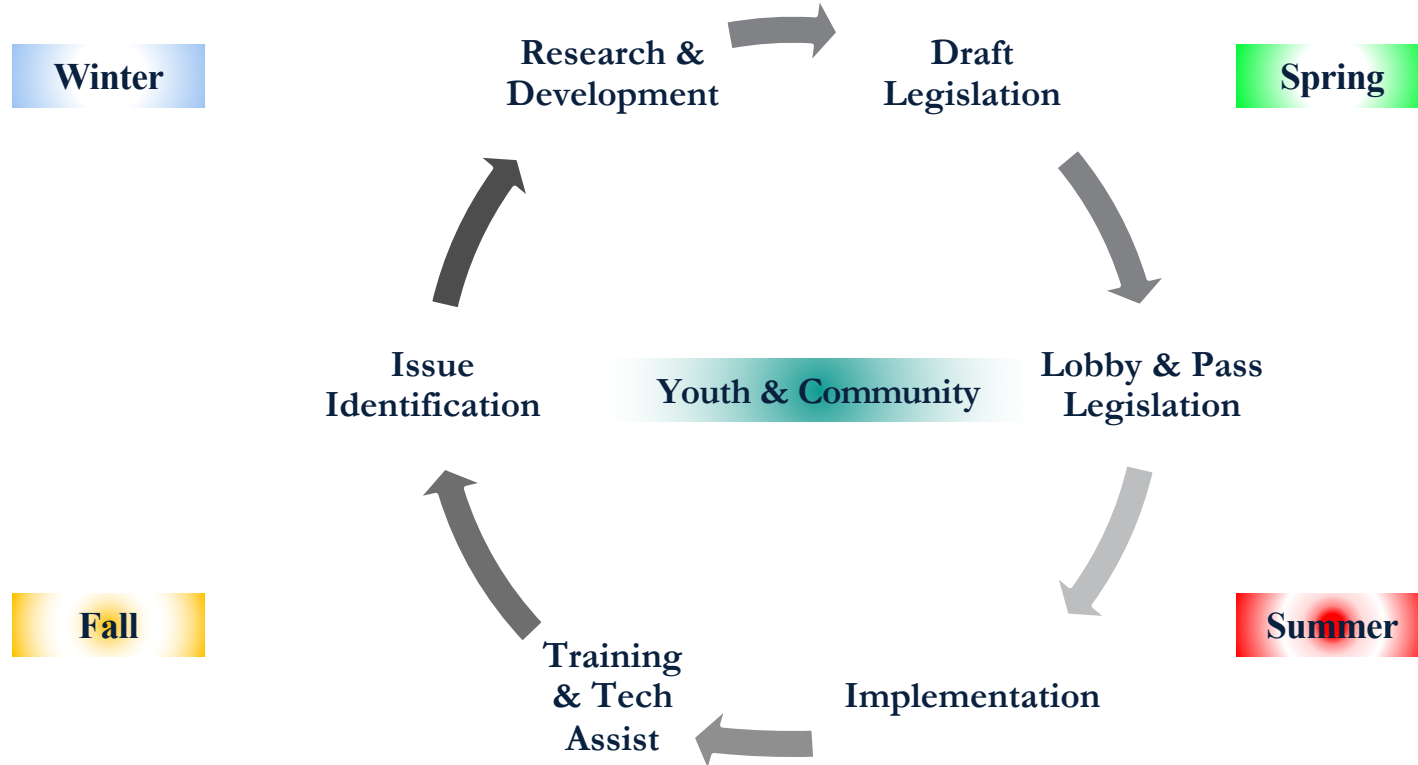 Winter
Research &
Development
Draft
Legislation
Spring
Issue
Identification
Youth & Community
Lobby & Pass
Legislation
Fall
Training
& Tech
Assist
Implementation
Summer